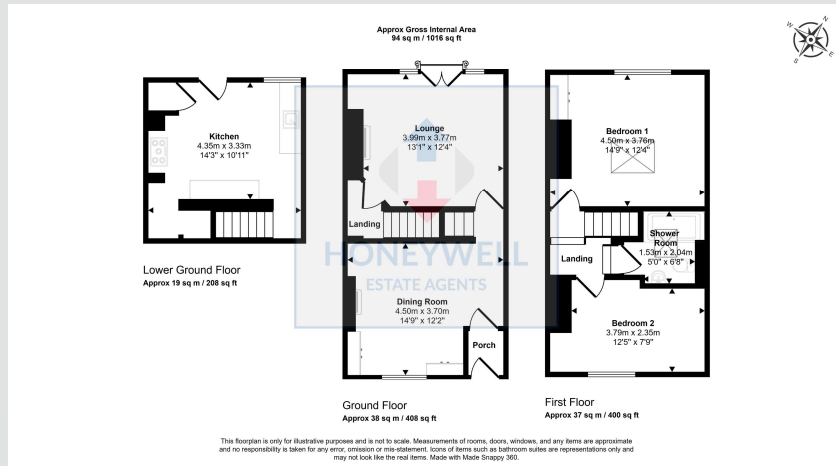 Approx Gross Internal Area
94 sq m / 1016 sq ft
N
W
E
S
Kitchen
4.35m x 3.33m
14'3" x 10'11"
Lower Ground Floor
Approx 19 sq m / 208 sq ft
Lounge
3.99m x 3.77m
13'1" x 12'4"
Landing
HONEYWELL
ESTATE AGENTS
Dining Room
4.50m x 3.70m
14'9" x 12'2"
Porch
Ground Floor
Approx 38 sq m / 408 sq ft
Bedroom 1
4.50m x 3.76m
14'9" x 12'4"
Shower
Room
1.53m x 2.04m
5'0" x 6'8"
Landing
Bedroom 2
3.79m x 2.35m
12'5" x 7'9"
First Floor
Approx 37 sq m / 400 sq ft
This floorplan is only for illustrative purposes and is not to scale. Measurements of rooms, doors, windows, and any items are approximate
and no responsibility is taken for any error, omission or mis-statement. Icons of items such as bathroom suites are representations only and
may not look like the real items. Made with Made Snappy 360.